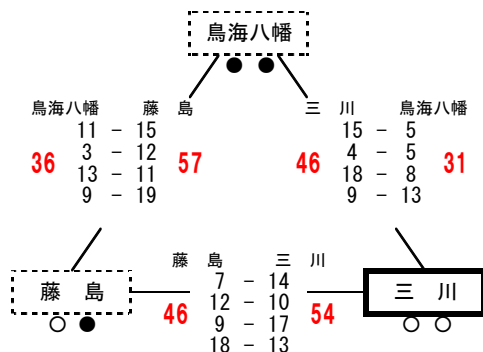 鳥海八幡
● ●
鳥海八幡 藤 島
11 - 15
3 - 12
13 - 11
9 - 19
36 57
三 川 鳥海八幡
15 - 5
4 - 5
18 - 8
9 - 13
46 31
藤 島
○ ●
藤 島 三 川
7 - 14
12 - 10
9 - 17
18 - 13
46 54
三 川
○ ○